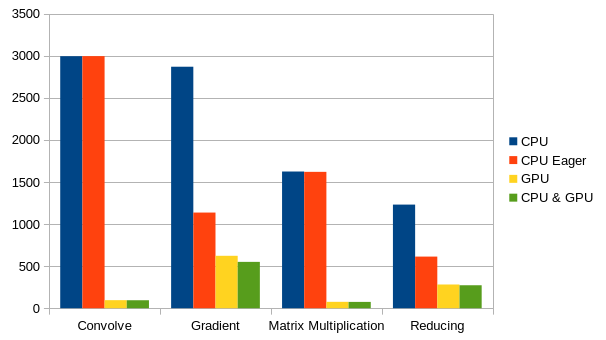 3500
3000
2500
2000
1500
1000
500
0
Convolve
Gradient
Matrix Multiplication
Reducing
CPU
CPU Eager
GPU
CPU & GPU